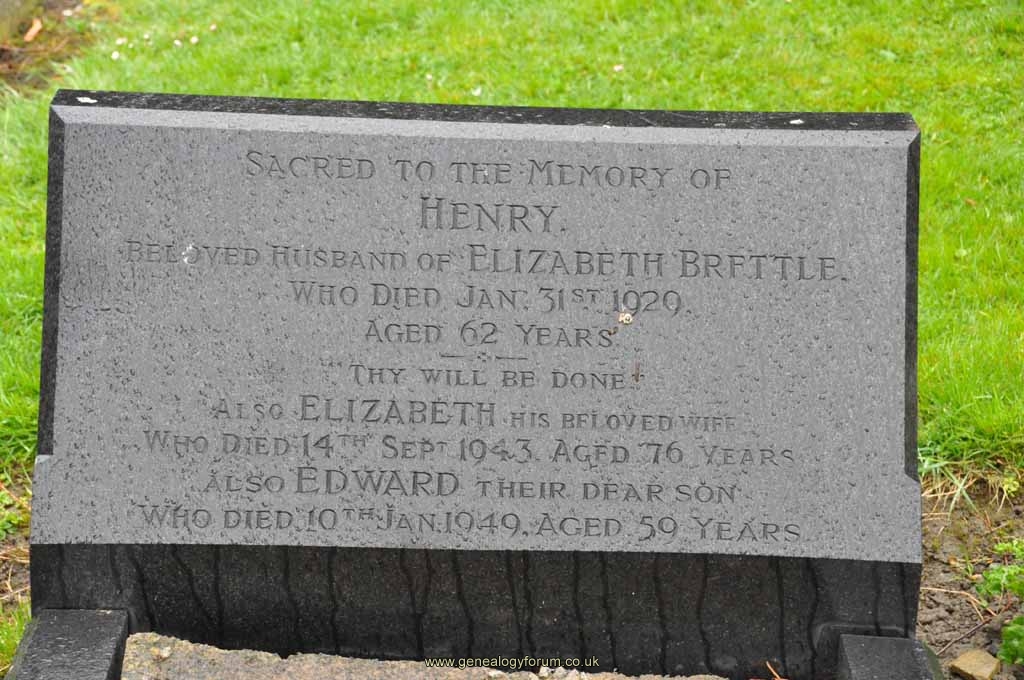 SACRED TO THE MEMORY OF
HENRY.
BELOVED HUSBAND OF ELIZABETH BRETTLE.
WHO DIED JAN. 31ST 1929.
AGED 62 YEARS.
"THY WILL BE DONE."
ALSO ELIZABETH HIS BELOVED WIFE
WHO DIED 14TH SEPT 1943. AGED 76 YEARS.
ALSO EDWARD THEIR DEAR SON
WHO DIED 10TH JAN. 1949. AGED 59 YEARS
www.genealogyforum.co.uk